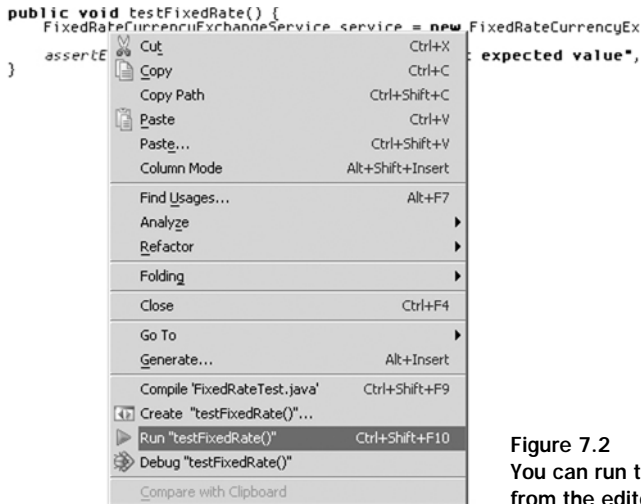 public void testFixedRate() {
FixedRateCurrencyExchangeService service = new FixedRateCurrencyEx
assertE
t expected value",
}
Cut Ctrl+X
Copy Ctrl+C
Copy Path Ctrl+Shift+C
Paste Ctrl+V
Paste... Ctrl+Shift+V
Column Mode Alt+Shift+Insert
Find Usages... Alt+F7
Analyze
Refactor
Folding
Close Ctrl+F4
Go To
Generate... Alt+Insert
Compile 'FixedRateTest.java' Ctrl+Shift+F9
Create "testFixedRate()"...
Run "testFixedRate()" Ctrl+Shift+F10
Debug "testFixedRate()"
Compare with Clipboard
Figure 7.2
You can run t
from the edit